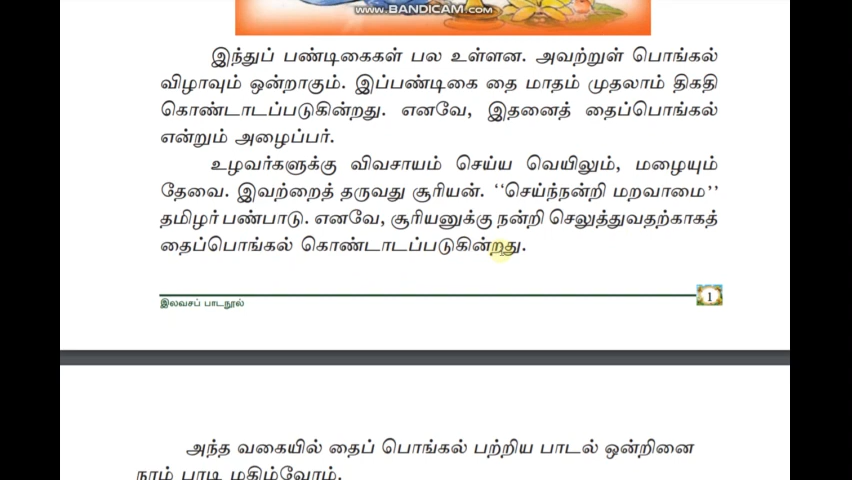 www.BANDICAM.com
இந்துப் பண்டிகைகள் பல உள்ளன. அவற்றுள் பொங்கல்
விழாவும் ஒன்றாகும். இப்பண்டிகை தை மாதம் முதலாம் திகதி
கொண்டாடப்படுகின்றது. எனவே, இதனைத் தைப்பொங்கல்
என்றும் அழைப்பர்.
உழவர்களுக்கு விவசாயம் செய்ய வெயிலும், மழையும்
தேவை. இவற்றைத் தருவது சூரியன். ‘‘செய்ந்நன்றி மறவாமை’’
தமிழர் பண்பாடு. எனவே, சூரியனுக்கு நன்றி செலுத்துவதற்காகத்
தைப்பொங்கல் கொண்டாடப்படுகின்றது.
இலவசப் பாடநூல்
1
அந்த வகையில் தைப் பொங்கல் பற்றிய பாடல் ஒன்றினை
நாம் பாடி மகிழ்வோம்.